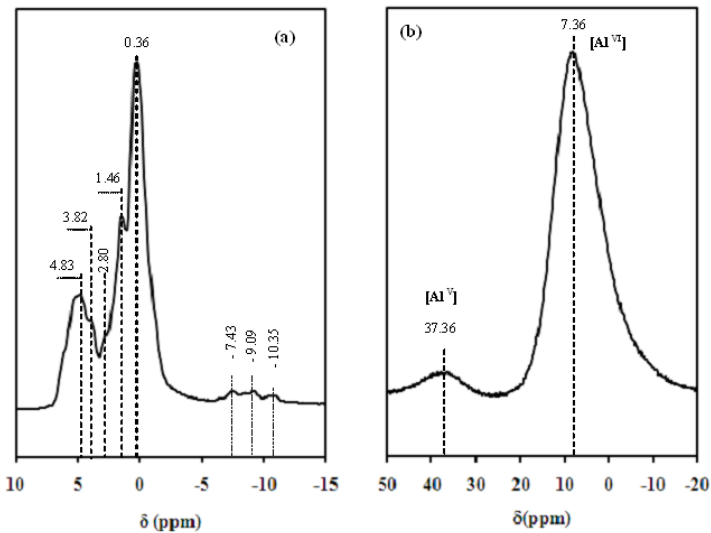 0.36
(a)
1.46
3.82
4.83
2.80
- 7.43
- 9.09
- 10.35
10 5 0 -5 -10 -15
δ (ppm)
(b)
7.36
[Al VI]
[Al V]
37.36
50 40 30 20 10 0 -10 -20
δ(ppm)